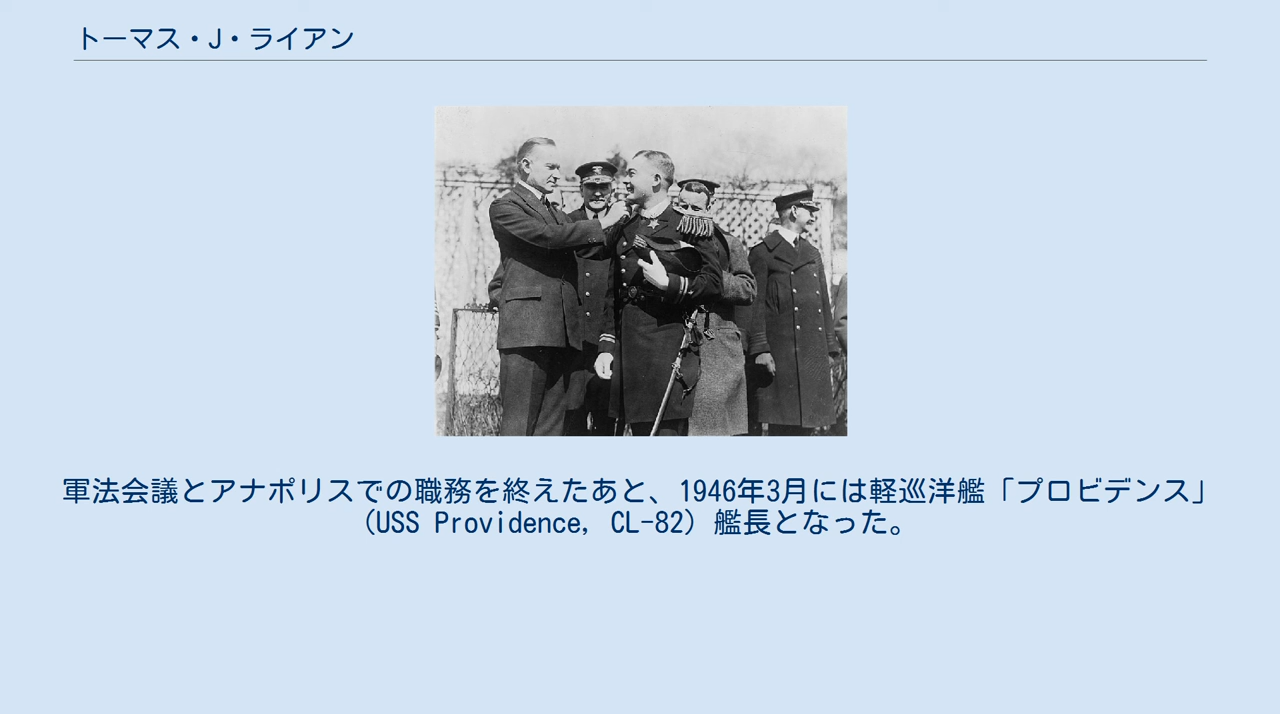 トーマス・J・ライアン
軍法会議とアナポリスでの職務を終えたあと、1946年3月には軽巡洋艦「プロビデンス」
（USS Providence, CL-82）艦長となった。